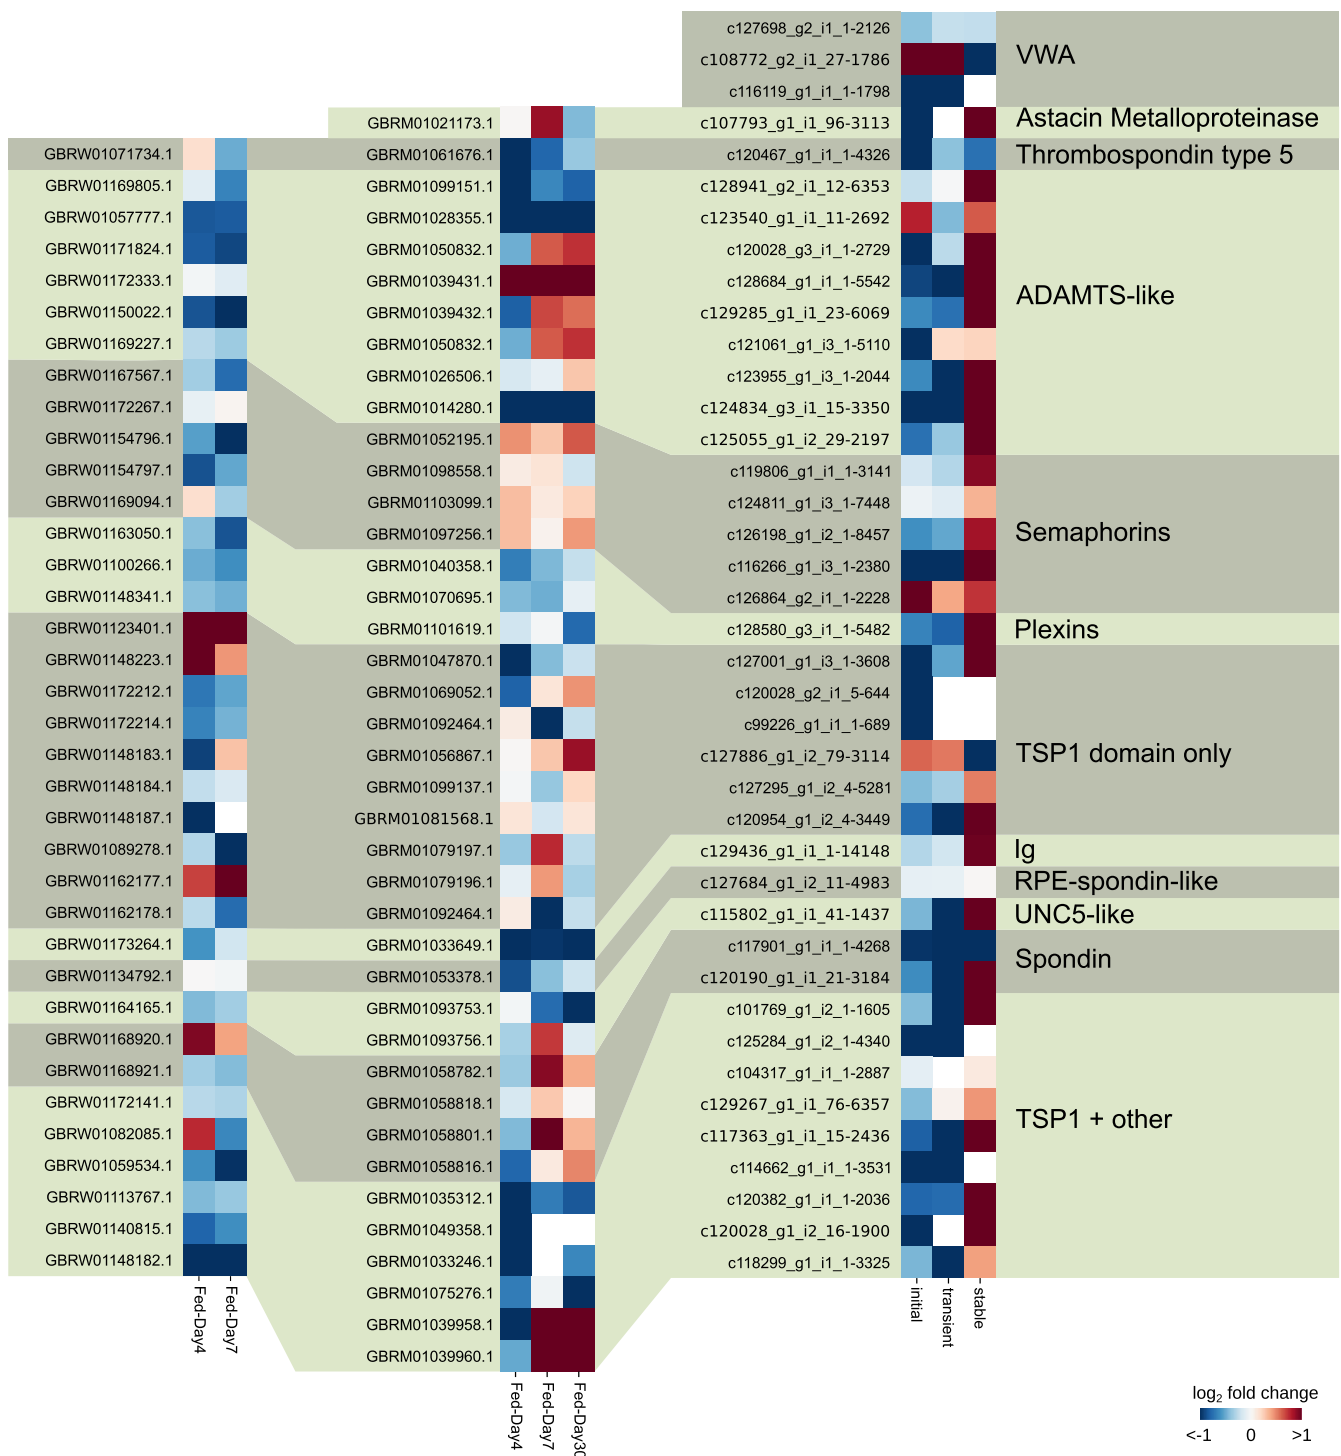 c127698_g2_i1_1-2126
c108772_g2_i1_27-1786
VWA
c116119_g1_i1_1-1798
GBRM01021173.1 c107793_g1_i1_96-3113 Astacin Metalloproteinase
GBRW01071734.1 GBRM01061676.1 c120467_g1_i1_1-4326 Thrombospondin type 5
GBRW01169805.1 GBRM01099151.1 c128941_g2_i1_12-6353
GBRW01057777.1 GBRM01028355.1 c123540_g1_i1_11-2692
GBRW01171824.1 GBRM01050832.1 c120028_g3_i1_1-2729
GBRW01172333.1 GBRM01039431.1 c128684_g1_i1_1-5542
ADAMTS-like
GBRW01150022.1 GBRM01039432.1 c129285_g1_i1_23-6069
GBRW01169227.1 GBRM01050832.1 c121061_g1_i3_1-5110
GBRW01167567.1 GBRM01026506.1 c123955_g1_i3_1-2044
GBRW01172267.1 GBRM01014280.1 c124834_g3_i1_15-3350
GBRW01154796.1 GBRM01052195.1 c125055_g1_i2_29-2197
GBRW01154797.1 GBRM01098558.1 c119806_g1_i1_1-3141
GBRW01169094.1 GBRM01103099.1 c124811_g1_i3_1-7448
GBRW01163050.1 GBRM01097256.1 c126198_g1_i2_1-8457 Semaphorins
GBRW01100266.1 GBRM01040358.1 c116266_g1_i3_1-2380
GBRW01148341.1 GBRM01070695.1 c126864_g2_i1_1-2228
GBRW01123401.1 GBRM01101619.1 c128580_g3_i1_1-5482 Plexins
GBRW01148223.1 GBRM01047870.1 c127001_g1_i3_1-3608
GBRW01172212.1 GBRM01069052.1 c120028_g2_i1_5-644
GBRW01172214.1 GBRM01092464.1 c99226_g1_i1_1-689
GBRW01148183.1 GBRM01056867.1 c127886_g1_i2_79-3114 TSP1 domain only
GBRW01148184.1 GBRM01099137.1 c127295_g1_i2_4-5281
GBRW01148187.1 GBRM01081568.1 c120954_g1_i2_4-3449
GBRW01089278.1 GBRM01079197.1 c129436_g1_i1_1-14148 Ig
GBRW01162177.1 GBRM01079196.1 c127684_g1_i2_11-4983 RPE-spondin-like
GBRW01162178.1 GBRM01092464.1 c115802_g1_i1_41-1437 UNC5-like
GBRW01173264.1 GBRM01033649.1 c117901_g1_i1_1-4268
Spondin
GBRW01134792.1 GBRM01053378.1 c120190_g1_i1_21-3184
GBRW01164165.1 GBRM01093753.1 c101769_g1_i2_1-1605
GBRW01168920.1 GBRM01093756.1 c125284_g1_i2_1-4340
GBRW01168921.1 GBRM01058782.1 c104317_g1_i1_1-2887
GBRW01172141.1 GBRM01058818.1 c129267_g1_i1_76-6357
TSP1 + other
GBRW01082085.1 GBRM01058801.1 c117363_g1_i1_15-2436
GBRW01059534.1 GBRM01058816.1 c114662_g1_i1_1-3531
GBRW01113767.1 GBRM01035312.1 c120382_g1_i1_1-2036
GBRW01140815.1 GBRM01049358.1 c120028_g1_i2_16-1900
GBRW01148182.1 GBRM01033246.1 c118299_g1_i1_1-3325
Fed-Day4 Fed-Day7 initial transient stable
GBRM01075276.1
GBRM01039958.1
GBRM01039960.1
Fed-Day4 Fed-Day7 Fed-Day30
log2 fold change
<-1 0 >1